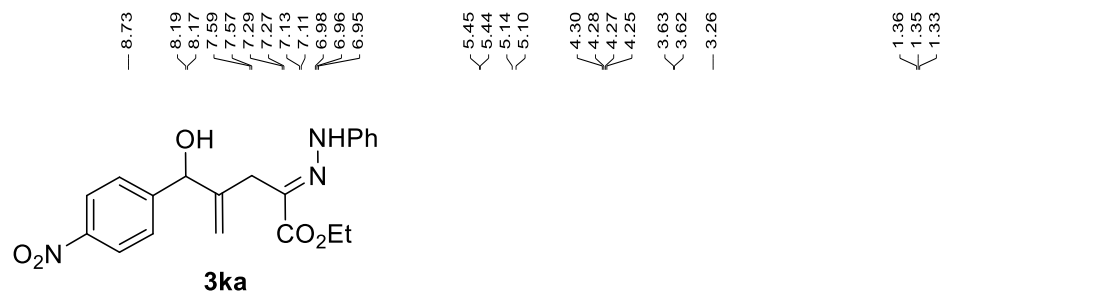 8.73 8.19 8.17 7.59 7.57 7.29 7.27 7.13 7.11 6.98 6.96 6.95 5.45 5.44 5.14 5.10 4.30 4.28 4.27 4.25 3.63 3.62 3.26 1.36 1.35 1.33
OH
NHPh
N
CO₂Et
O₂N
3ka